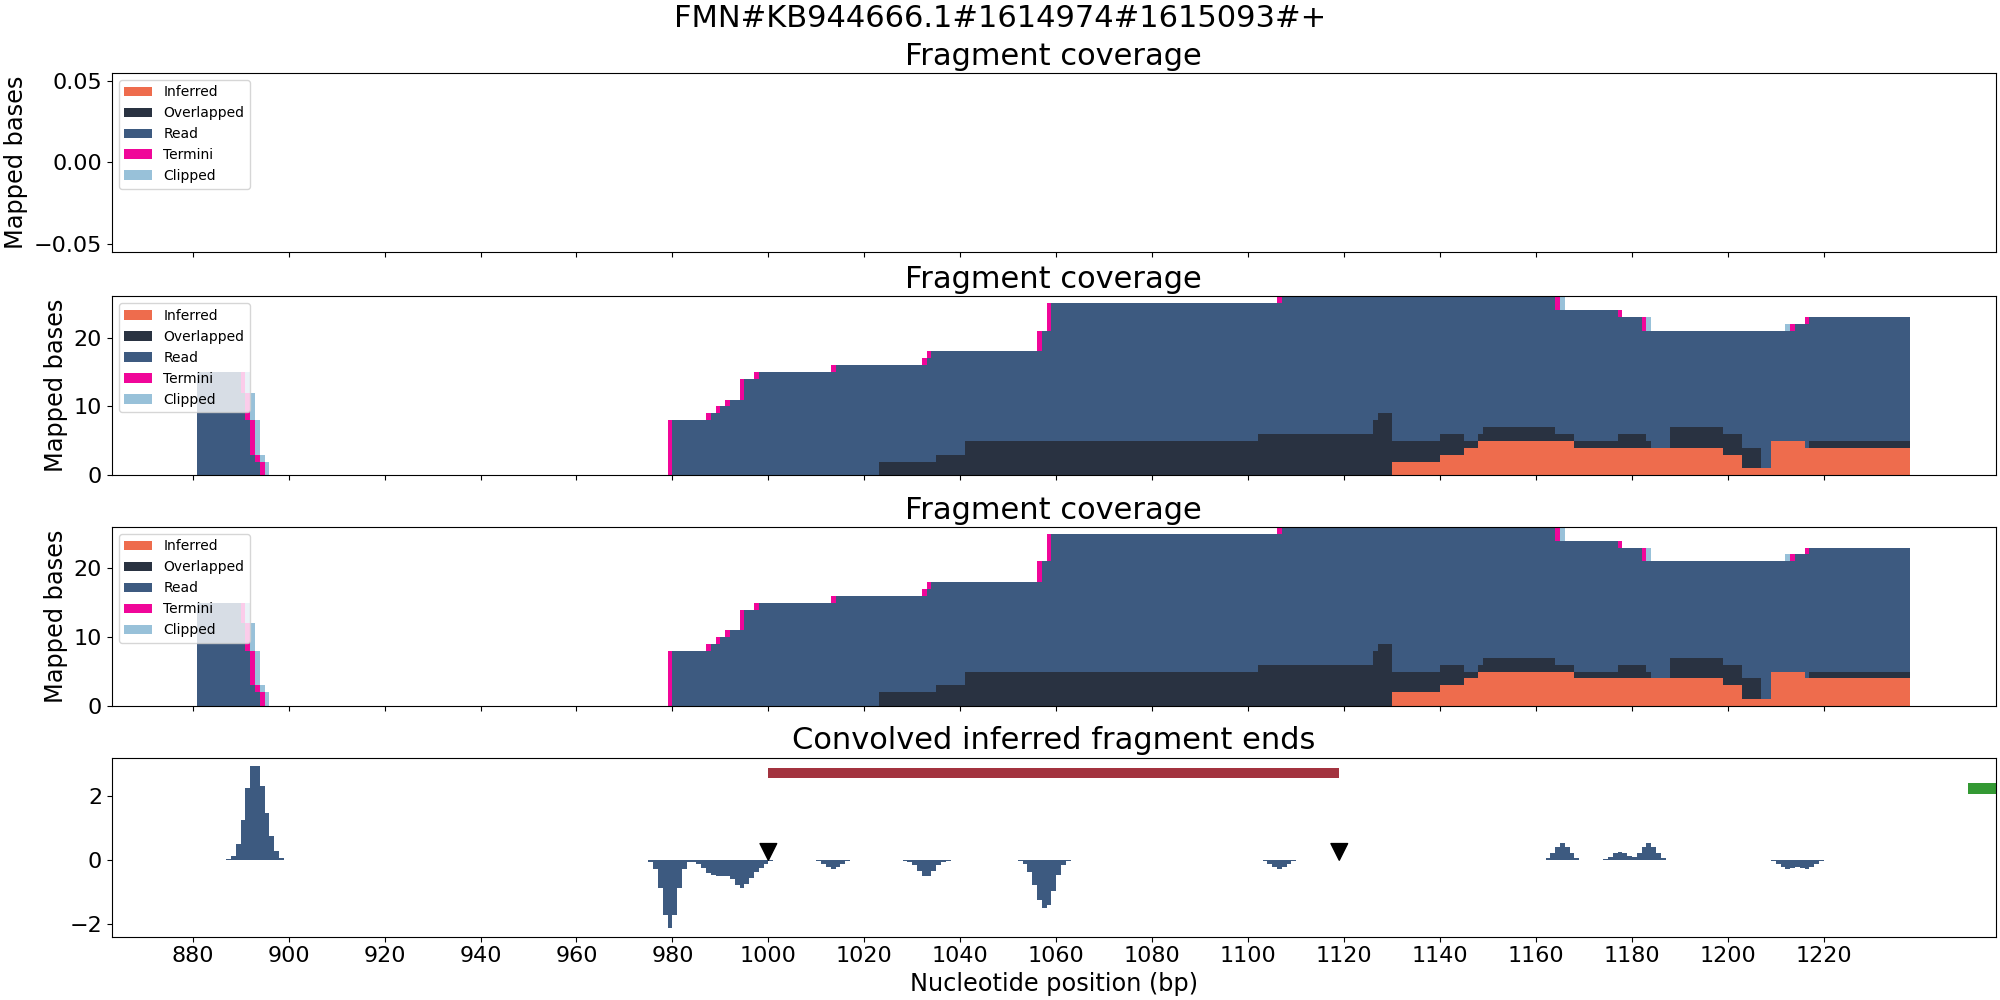 FMN#KB944666.1#1614974#1615093#+
Fragment coverage
Mapped bases
0.05
0.00
−0.05
Inferred
Overlapped
Read
Termini
Clipped
Fragment coverage
Mapped bases
20
10
0
Inferred
Overlapped
Read
Termini
Clipped
Fragment coverage
Mapped bases
20
10
0
Inferred
Overlapped
Read
Termini
Clipped
Convolved inferred fragment ends
2
0
−2
880 900 920 940 960 980 1000 1020 1040 1060 1080 1100 1120 1140 1160 1180 1200 1220
Nucleotide position (bp)